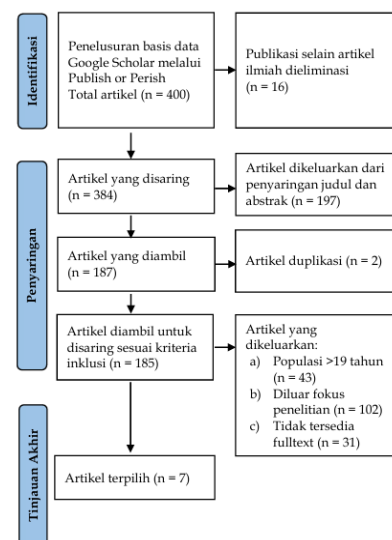 Identifikasi
Penelusuran basis data
Google Scholar melalui
Publish or Perish
Total artikel (n = 400)
Publikasi selain artikel
ilmiah dieliminasi
(n = 16)
Penyaringan
Artikel yang disaring
(n = 384)
Artikel dikeluarkan dari
penyaringan judul dan
abstrak (n = 197)
Artikel yang diambil
(n = 187)
Artikel duplikasi (n = 2)
Artikel diambil untuk
disaring sesuai kriteria
inklusi (n = 185)
Artikel yang
dikeluarkan:
a) Populasi >19 tahun
(n = 43)
b) Diluar fokus
penelitian (n = 102)
c) Tidak tersedia
fulltext (n = 31)
Tinjauan Akhir
Artikel terpilih (n = 7)